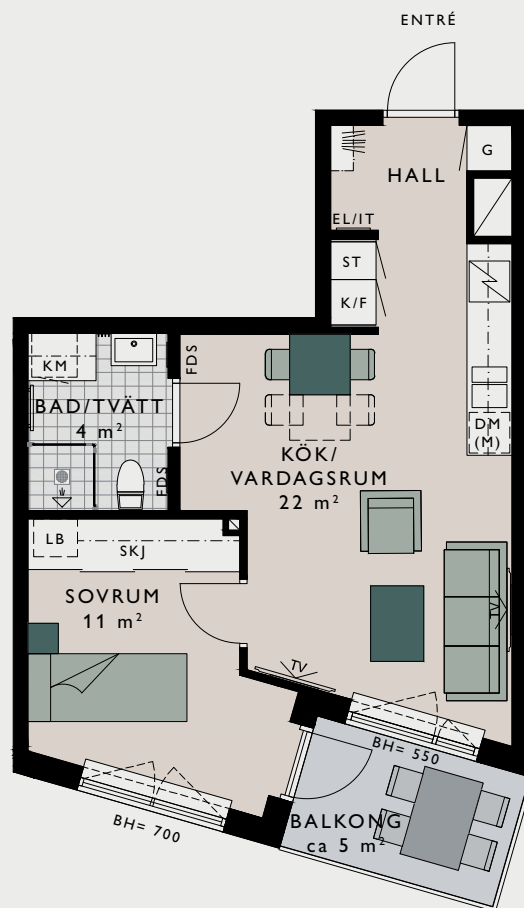 ENTRÉ
G
HALL
EL/IT
ST
K/F
FDS
KM
BAD/TVÄTT
4 m²
DM
(M)
KÖK/
VARDAGSRUM
22 m²
FDS
LB
SKJ
SOVRUM
11 m²
TV
TV
BH= 550
BH= 700
BALKONG
ca 5 m²